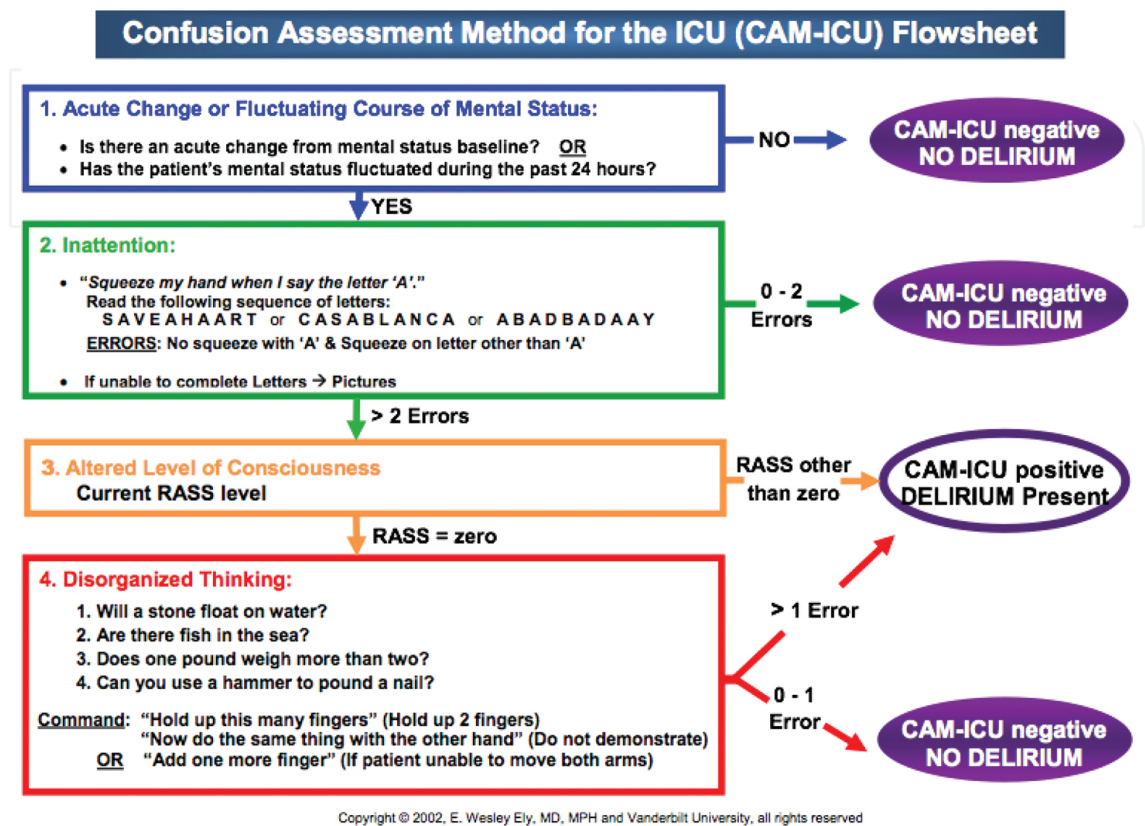 Confusion Assessment Method for the ICU (CAM-ICU) Flowsheet
1. Acute Change or Fluctuating Course of Mental Status:
• Is there an acute change from mental status baseline? OR
• Has the patient's mental status fluctuated during the past 24 hours?
NO
CAM-ICU negative
NO DELIRIUM
YES
2. Inattention:
• “Squeeze my hand when I say the letter ‘A’.”
Read the following sequence of letters:
S A V E A H A A R T or C A S A B L A N C A or A B A D B A D A A Y
ERRORS: No squeeze with ‘A’ & Squeeze on letter other than ‘A’
• If unable to complete Letters → Pictures
0 - 2
Errors
CAM-ICU negative
NO DELIRIUM
> 2 Errors
3. Altered Level of Consciousness
Current RASS level
RASS other
than zero
CAM-ICU positive
DELIRIUM Present
RASS = zero
4. Disorganized Thinking:
1. Will a stone float on water?
2. Are there fish in the sea?
3. Does one pound weigh more than two?
4. Can you use a hammer to pound a nail?
Command: “Hold up this many fingers” (Hold up 2 fingers)
“Now do the same thing with the other hand” (Do not demonstrate)
OR “Add one more finger” (If patient unable to move both arms)
> 1 Error
0 - 1
Error
CAM-ICU negative
NO DELIRIUM
Copyright © 2002, E. Wesley Ely, MD, MPH and Vanderbilt University, all rights reserved